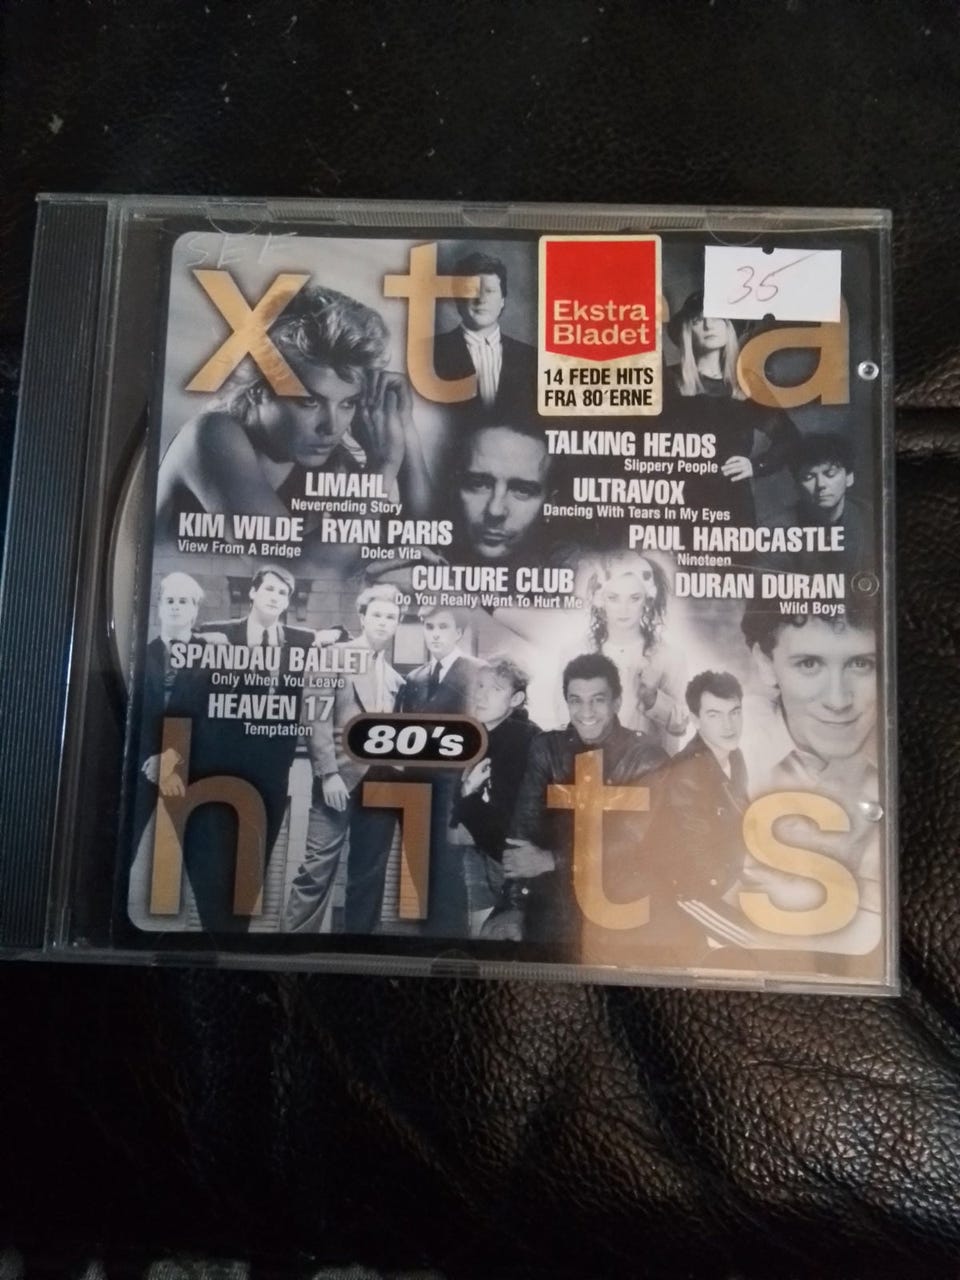 SEF
xtra
Ekstra
Bladet
14 FEDE HITS
FRA 80´ERNE
35
TALKING HEADS
Slippery People
LIMAHL
Neverending Story
ULTRAVOX
Dancing With Tears In My Eyes
KIM WILDE
View From A Bridge
RYAN PARIS
Dolce Vita
PAUL HARDCASTLE
Nineteen
CULTURE CLUB
Do You Really Want To Hurt Me
DURAN DURAN
Wild Boys
SPANDAU BALLET
Only When You Leave
HEAVEN 17
Temptation
80's
hits